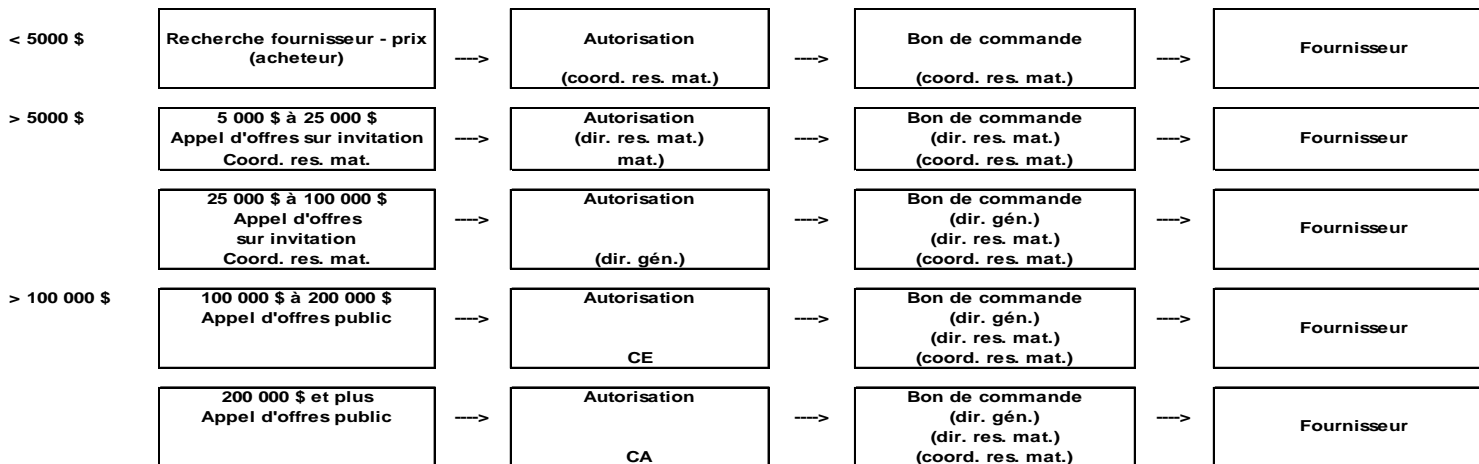 < 5000 $
Recherche fournisseur - prix
(acheteur)
---->
Autorisation
(coord. res. mat.)
---->
Bon de commande
(coord. res. mat.)
---->
Fournisseur
> 5000 $
5 000 $ à 25 000 $
Appel d'offres sur invitation
Coord. res. mat.
---->
Autorisation
(dir. res. mat.)
mat.)
---->
Bon de commande
(dir. res. mat.)
(coord. res. mat.)
---->
Fournisseur
25 000 $ à 100 000 $
Appel d'offres
sur invitation
Coord. res. mat.
---->
Autorisation
(dir. gén.)
---->
Bon de commande
(dir. gén.)
(dir. res. mat.)
(coord. res. mat.)
---->
Fournisseur
> 100 000 $
100 000 $ à 200 000 $
Appel d'offres public
---->
Autorisation
CE
---->
Bon de commande
(dir. gén.)
(dir. res. mat.)
(coord. res. mat.)
---->
Fournisseur
200 000 $ et plus
Appel d'offres public
---->
Autorisation
CA
---->
Bon de commande
(dir. gén.)
(dir. res. mat.)
(coord. res. mat.)
---->
Fournisseur